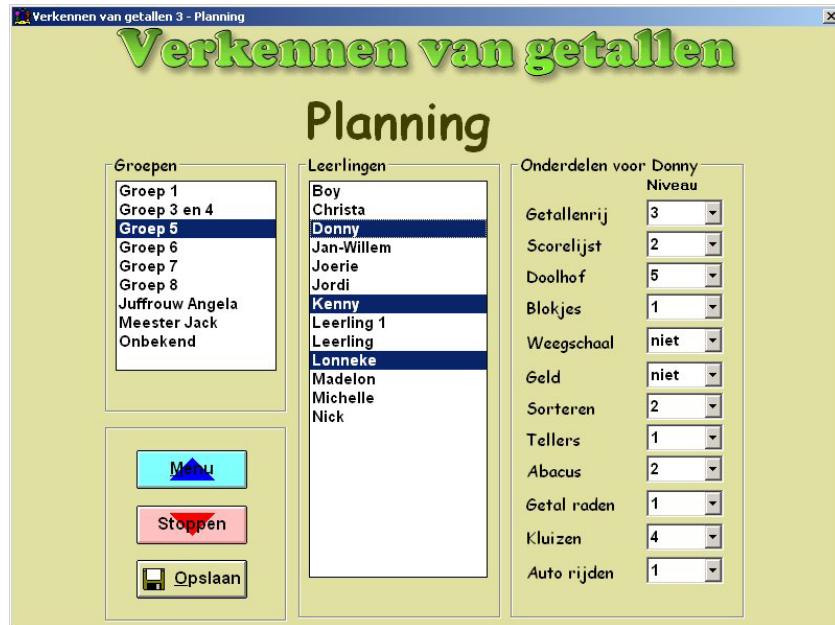 Verkennen van getallen 3 - Planning
Verkennen van getallen
Planning
Groepen
Groep 1
Groep 3 en 4
Groep 5
Groep 6
Groep 7
Groep 8
Juffrouw Angela
Meester Jack
Onbekend
Menu
Stoppen
Opslaan
Leerlingen
Boy
Christa
Donny
Jan-Willem
Joerie
Jordi
Kenny
Leerling 1
Leerling
Lonneke
Madelon
Michelle
Nick
Onderdelen voor Donny
Niveau
Getallenrij 3
Scorelijst 2
Doolhof 5
Blokjes 1
Weegschaal niet
Geld niet
Sorteren 2
Tellers 1
Abacus 2
Getal raden 1
Kluizen 4
Auto rijden 1